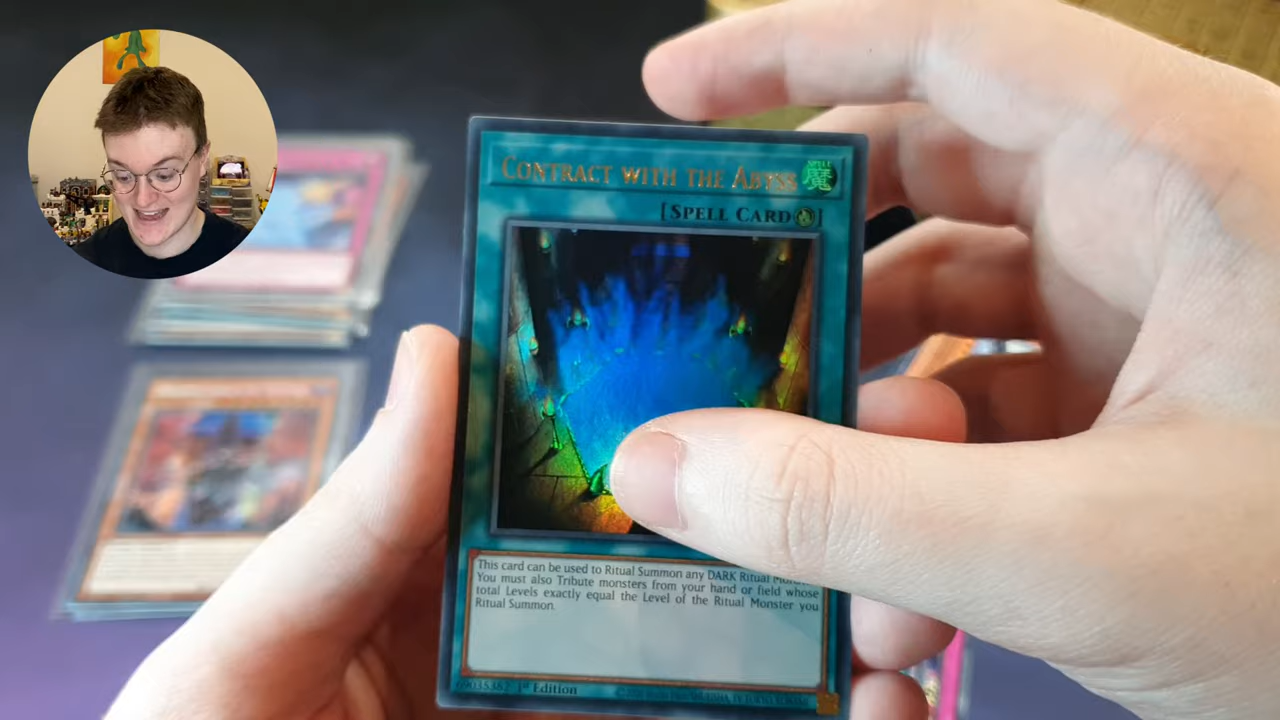 CONTRACT WITH THE ABYSS
SPELL
魔
[SPELL CARD]
This card can be used to Ritual Summon any DARK Ritual
You must also Tribute monsters from your hand or field whose
total Levels exactly equal the Level of the Ritual Monster you
Ritual Summon.
1st Edition